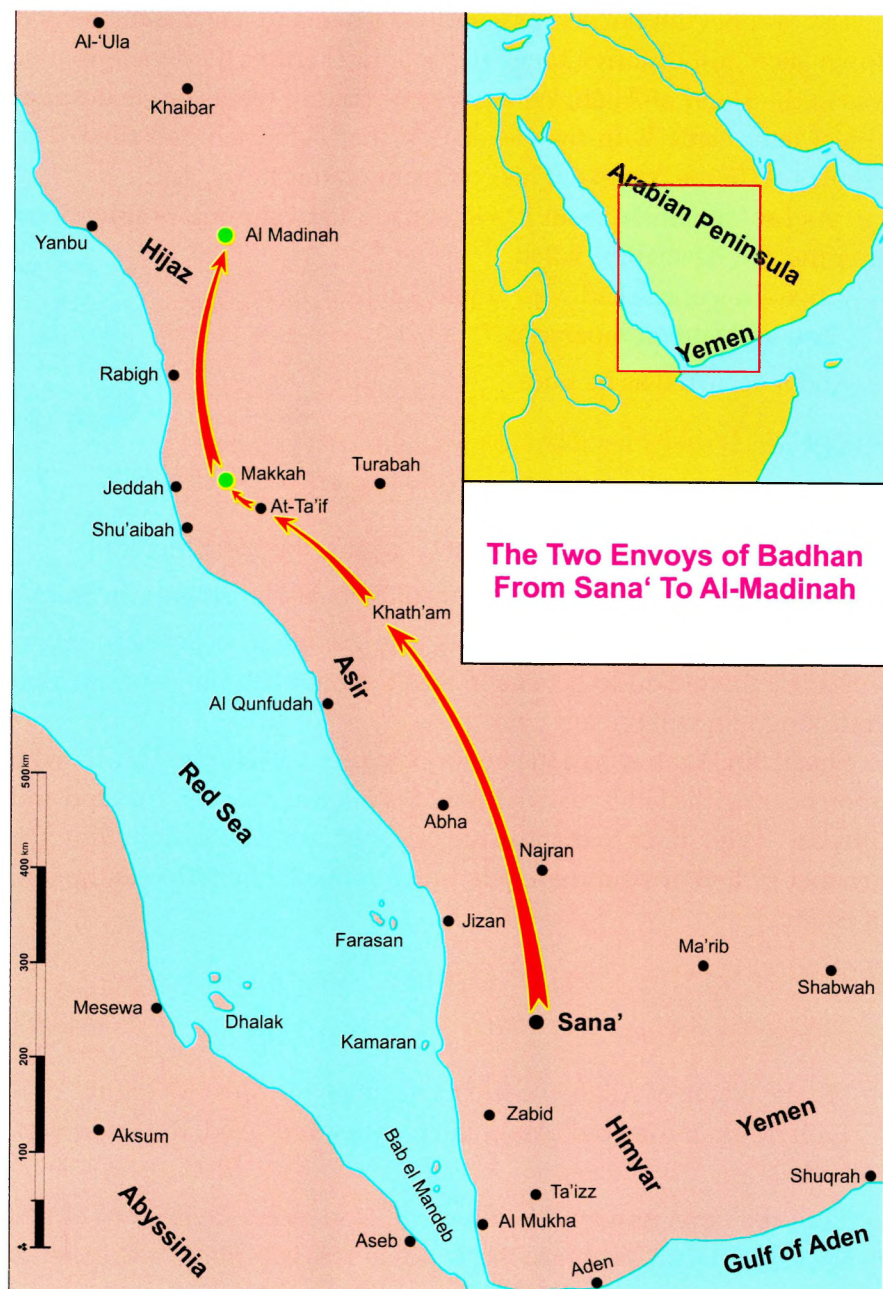 Al-‘Ula
Khaibar
Yanbu
Hijaz
Al Madinah
Rabigh
Makkah
Turabah
Jeddah
At-Ta'if
Shu'aibah
Khath'am
Asir
Al Qunfudah
Red Sea
Abha
Najran
Farasan
Jizan
Ma'rib
Shabwah
Mesewa
Dhalak
Sana'
Kamaran
Zabid
Himyar
Yemen
Aksum
Bab el Mandeb
Ta'izz
Shuqrah
Abyssinia
Aseb
Al Mukha
Aden
Gulf of Aden
500 km
400 km
300
200
100
Arabian Peninsula
Yemen
The Two Envoys of Badhan
From Sana‘ To Al-Madinah